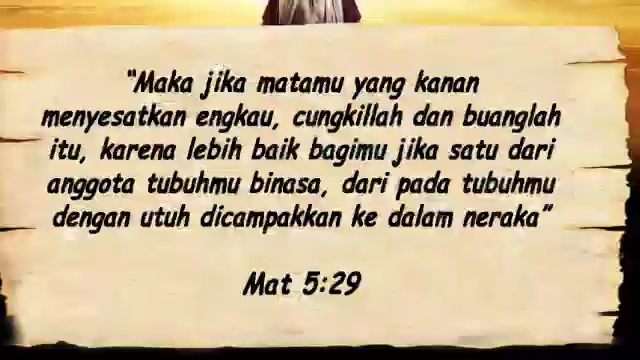 "Maka jika matamu yang kanan
menyesatkan engkau, cungkillah dan buanglah
itu, karena lebih baik bagimu jika satu dari
anggota tubuhmu binasa, dari pada tubuhmu
dengan utuh dicampakkan ke dalam neraka"
Mat 5:29